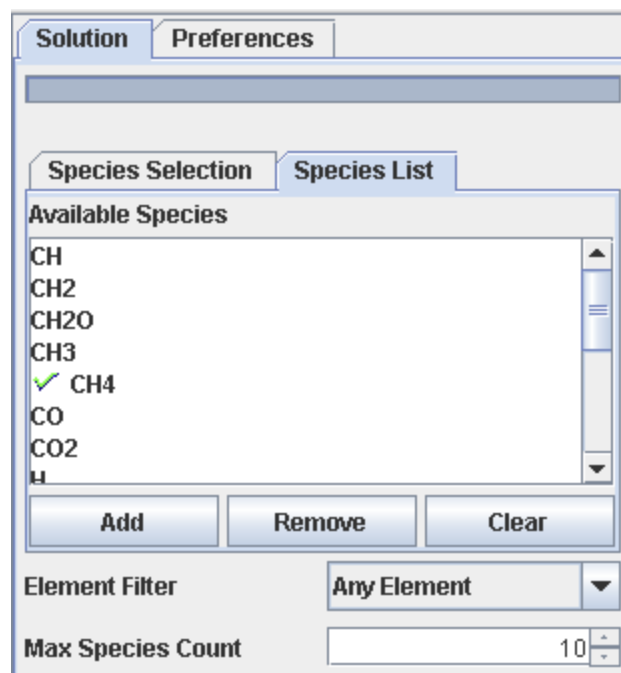 Solution Preferences
Species Selection Species List
Available Species
CH
CH2
CH2O
CH3
CH4
CO
CO2
H
Add Remove Clear
Element Filter Any Element
Max Species Count 10